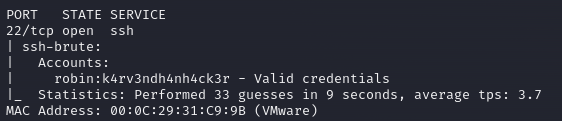 PORT   STATE SERVICE
22/tcp open  ssh
| ssh-brute:
|   Accounts:
|     robin:k4rv3ndh4nh4ck3r - Valid credentials
|_  Statistics: Performed 33 guesses in 9 seconds, average tps: 3.7
MAC Address: 00:0C:29:31:C9:9B (VMware)